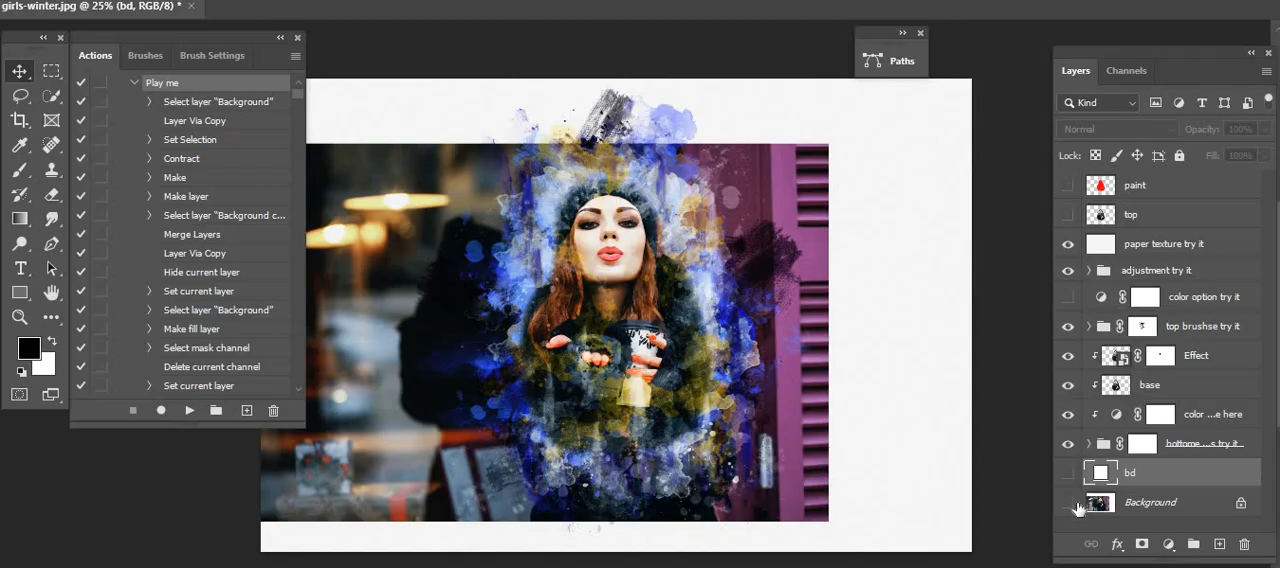 girls-winter.jpg @ 25% (bd, RGB/8) *
Actions Brushes Brush Settings
Play me
Select layer "Background"
Layer Via Copy
Set Selection
Contract
Make
Make layer
Select layer "Background c...
Merge Layers
Layer Via Copy
Hide current layer
Set current layer
Select layer "Background"
Make fill layer
Select mask channel
Delete current channel
Set current layer
Paths
Layers Channels
Kind
Normal Opacity: 100%
Lock: Fill: 100%
paint
top
paper texture try it
adjustment try it
color option try it
top brushse try it
Effect
base
color ...e here
bottome ...s try it
bd
Background
fx